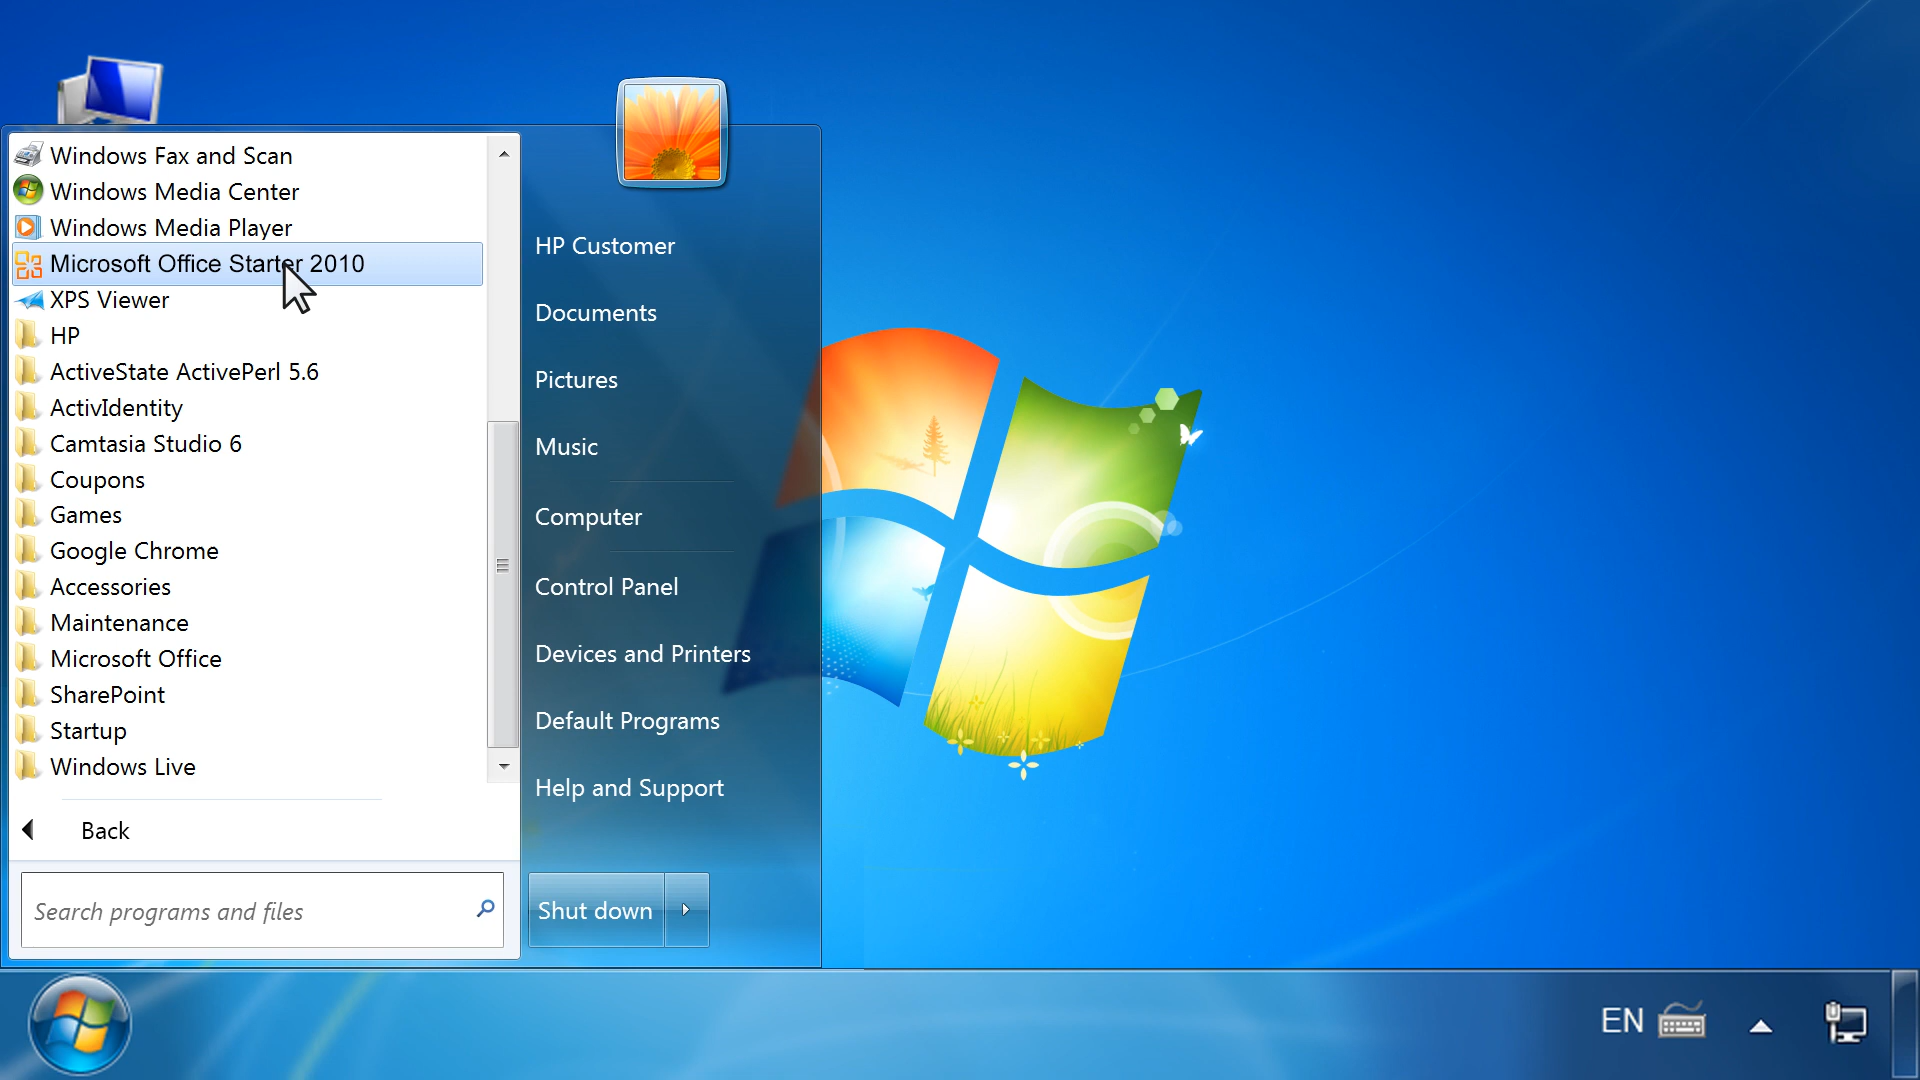 Windows Fax and Scan
Windows Media Center
Windows Media Player
Microsoft Office Starter 2010
XPS Viewer
HP
ActiveState ActivePerl 5.6
ActivIdentity
Camtasia Studio 6
Coupons
Games
Google Chrome
Accessories
Maintenance
Microsoft Office
SharePoint
Startup
Windows Live
Back
Search programs and files
HP Customer
Documents
Pictures
Music
Computer
Control Panel
Devices and Printers
Default Programs
Help and Support
Shut down
EN